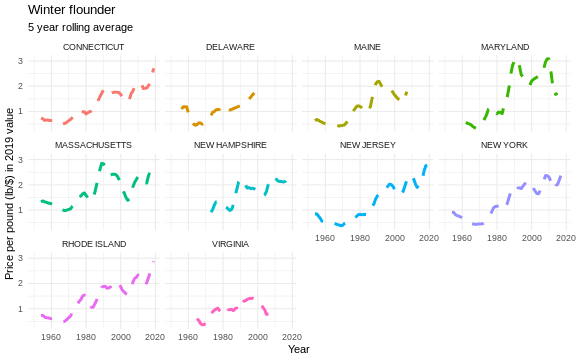 Winter flounder
5 year rolling average
CONNECTICUT DELAWARE MAINE MARYLAND
3
2
1
MASSACHUSETTS NEW HAMPSHIRE NEW JERSEY NEW YORK
3
2
1
1960 1980 2000 2020 1960 1980 2000 2020
RHODE ISLAND VIRGINIA
3
2
1
1960 1980 2000 2020 1960 1980 2000 2020
Price per pound (lb/$) in 2019 value
Year